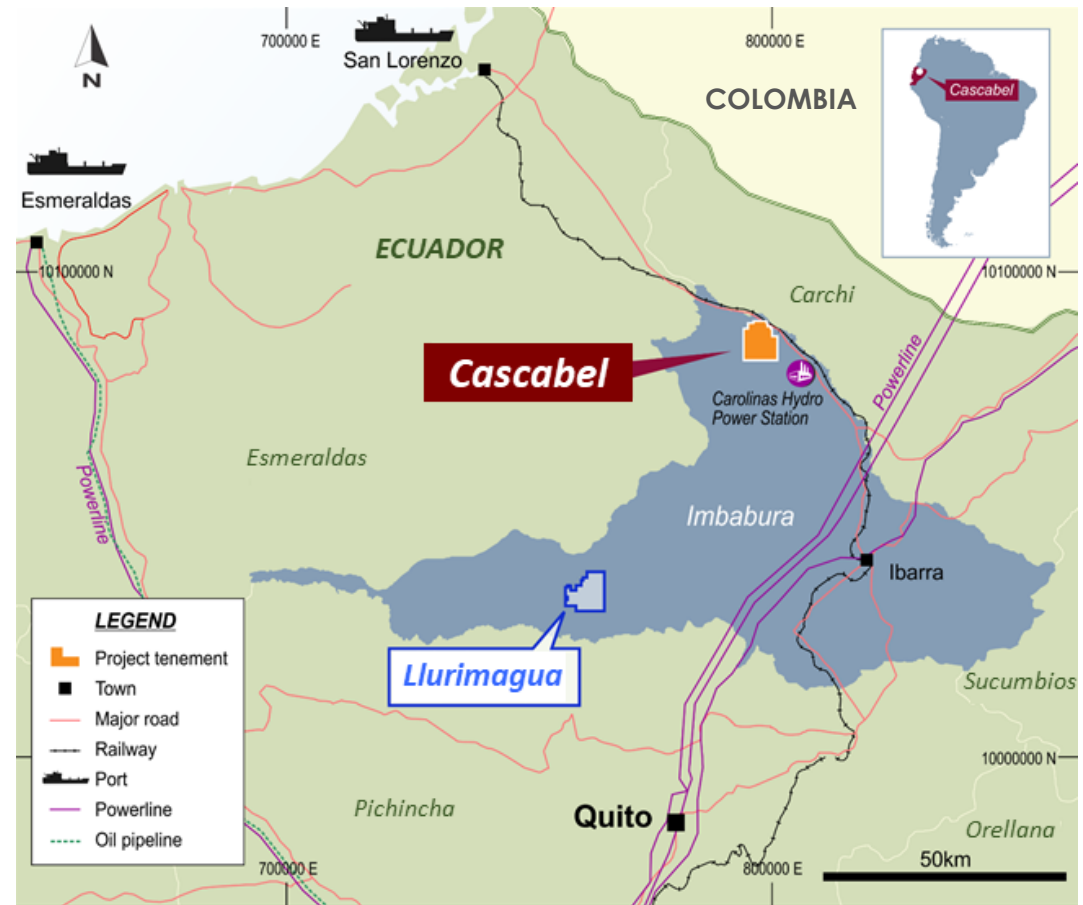 700000 E
800000 E
San Lorenzo
N
COLOMBIA
Cascabel
Esmeraldas
ECUADOR
10100000 N
10100000 N
Carchi
Cascabel
Carolinas Hydro
Power Station
Powerline
Esmeraldas
Powerline
Imbabura
Ibarra
LEGEND
Project tenement
Town
Major road
Railway
Port
Powerline
Oil pipeline
Llurimagua
Sucumbios
10000000 N
Pichincha
Quito
Orellana
700000 E
800000 E
50km